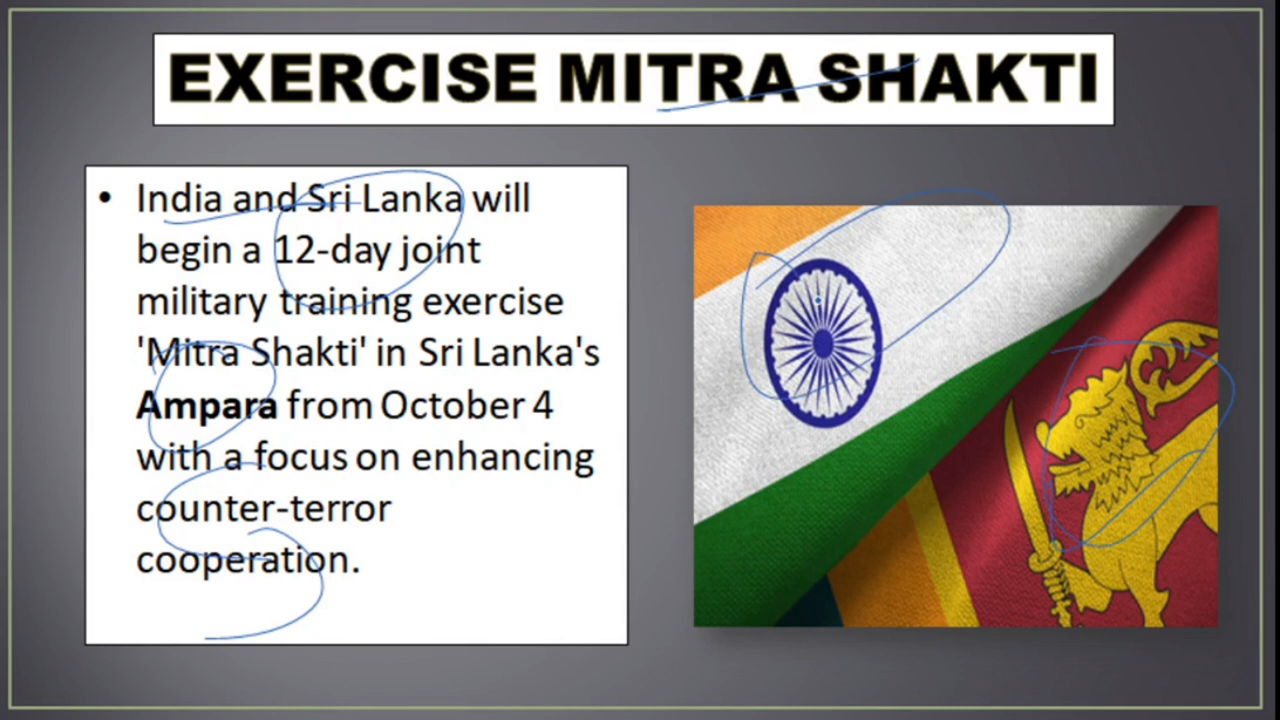 EXERCISE MITRA SHAKTI
• India and Sri Lanka will
begin a 12-day joint
military training exercise
'Mitra Shakti' in Sri Lanka's
Ampara from October 4
with a focus on enhancing
counter-terror
cooperation.